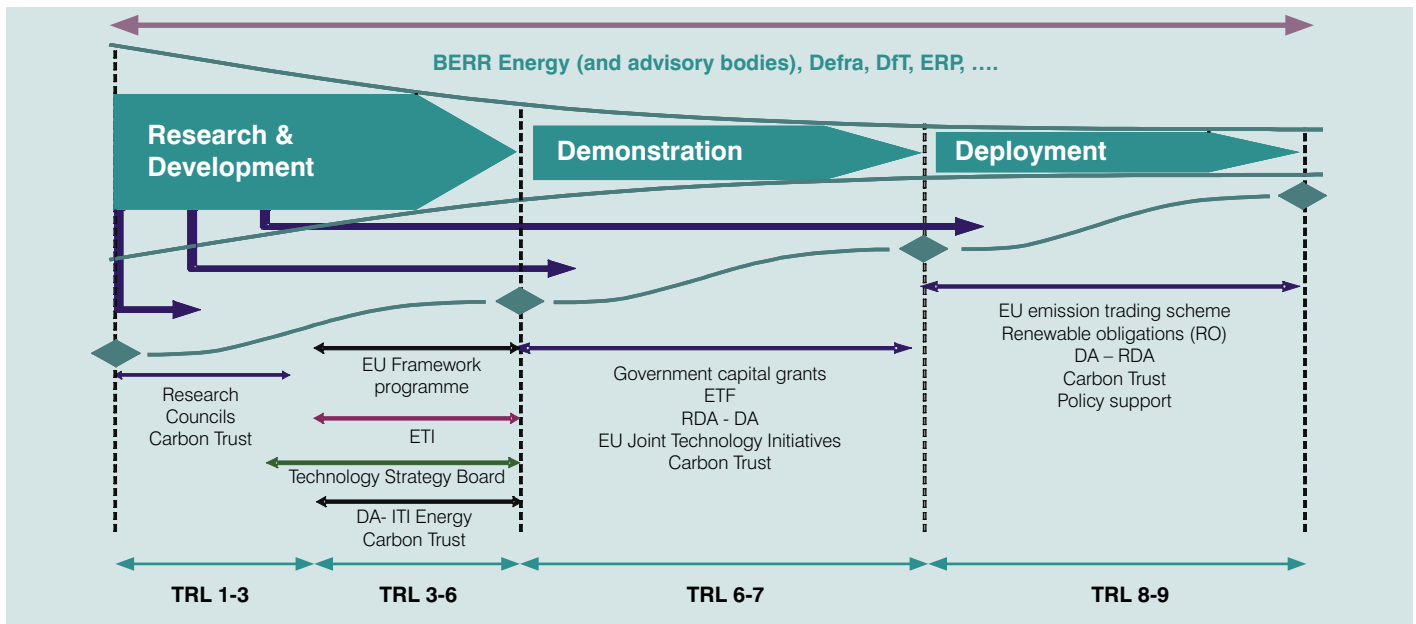 BERR Energy (and advisory bodies), Defra, DfT, ERP, ….
Research &
Development
Demonstration
Deployment
Research
Councils
Carbon Trust
EU Framework
programme
ETI
Technology Strategy Board
DA- ITI Energy
Carbon Trust
Government capital grants
ETF
RDA - DA
EU Joint Technology Initiatives
Carbon Trust
EU emission trading scheme
Renewable obligations (RO)
DA – RDA
Carbon Trust
Policy support
TRL 1-3
TRL 3-6
TRL 6-7
TRL 8-9